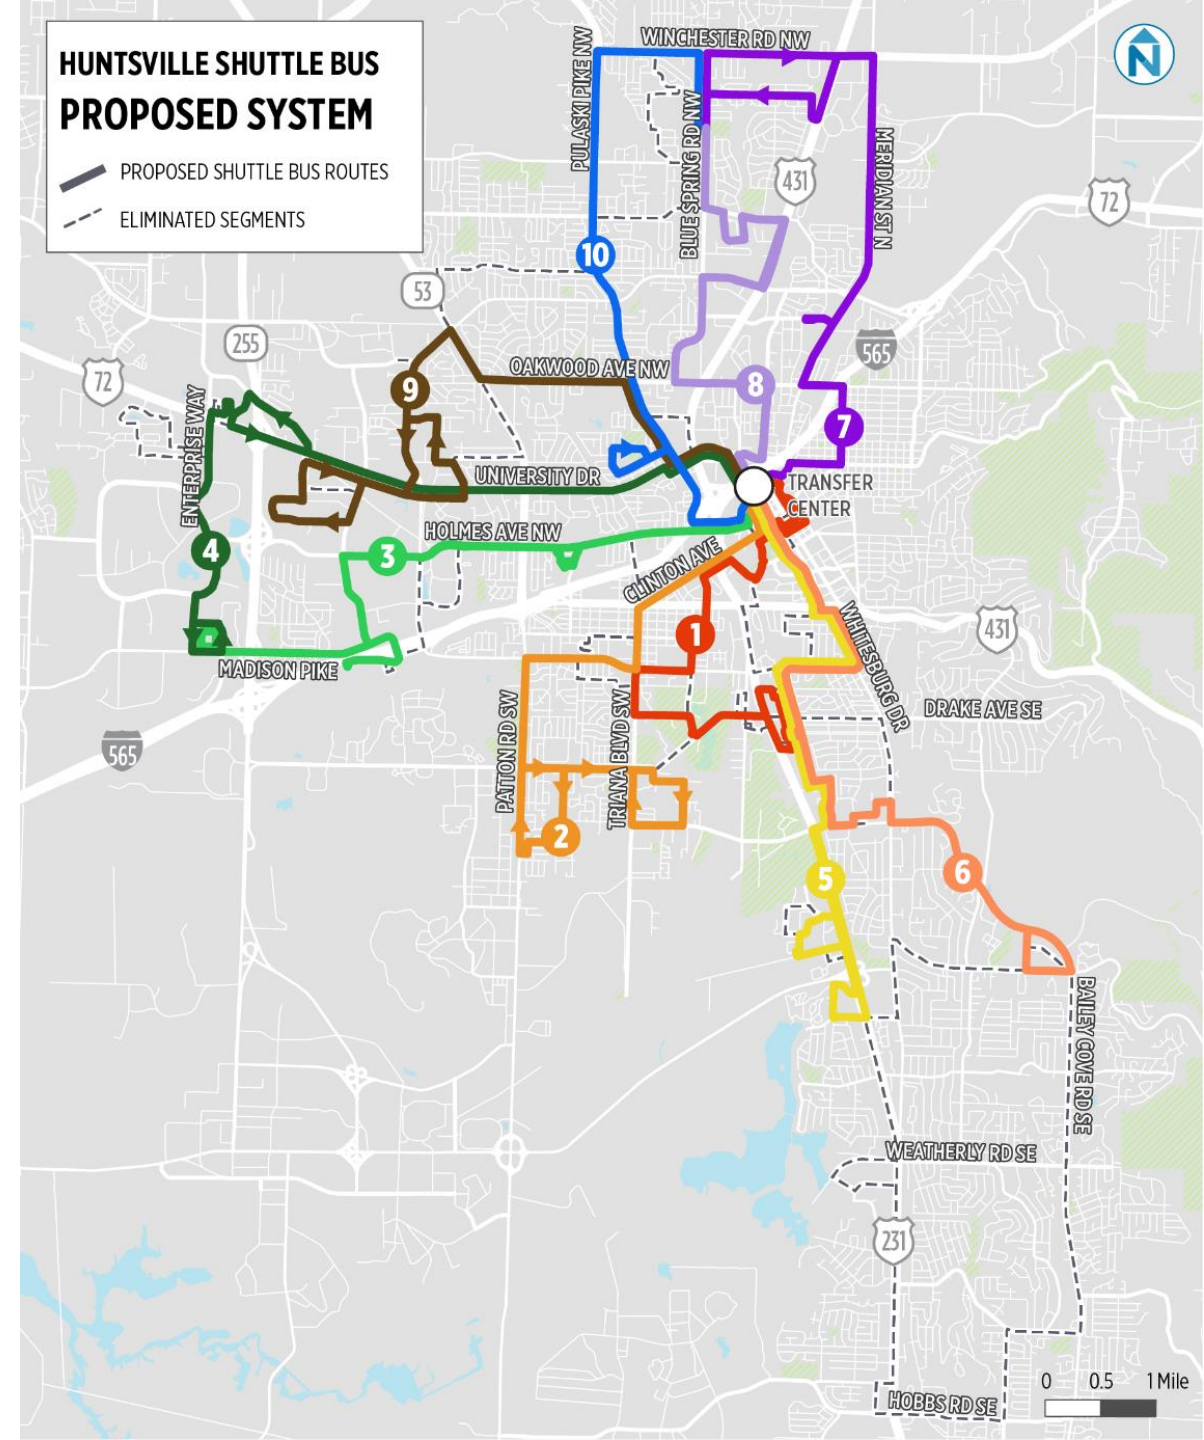 HUNTSVILLE SHUTTLE BUS
PROPOSED SYSTEM
PROPOSED SHUTTLE BUS ROUTES
ELIMINATED SEGMENTS
N
WINCHESTER RD NW
PULASKI PIKE NW
BLUE SPRING RD NW
MERIDIAN ST N
431
72
10
53
255
72
565
OAKWOOD AVE NW
9
8
7
ENTERPRISE WAY
UNIVERSITY DR
TRANSFER
CENTER
HOLMES AVE NW
4
3
CLINTON AVE
1
WHITESBURG DR
431
MADISON PIKE
DRAKE AVE SE
565
PATTON RD SW
TRIANA BLVD SW
2
5
6
BAILEY COVE RD SE
WEATHERLY RD SE
231
HOBBS RD SE
0 0.5 1 Mile